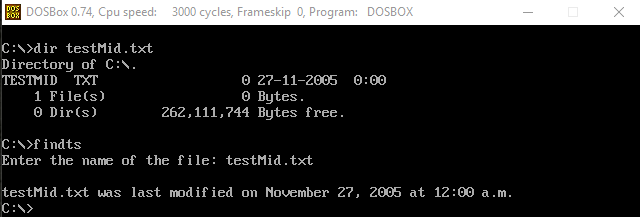 DOSBox 0.74, Cpu speed:    3000 cycles, Frameskip  0, Program:   DOSBOX
C:\>dir testMid.txt
Directory of C:\.
TESTMID  TXT                 0 27-11-2005  0:00
    1 File(s)                0 Bytes.
    0 Dir(s)       262,111,744 Bytes free.
C:\>findts
Enter the name of the file: testMid.txt
testMid.txt was last modified on November 27, 2005 at 12:00 a.m.
C:\>